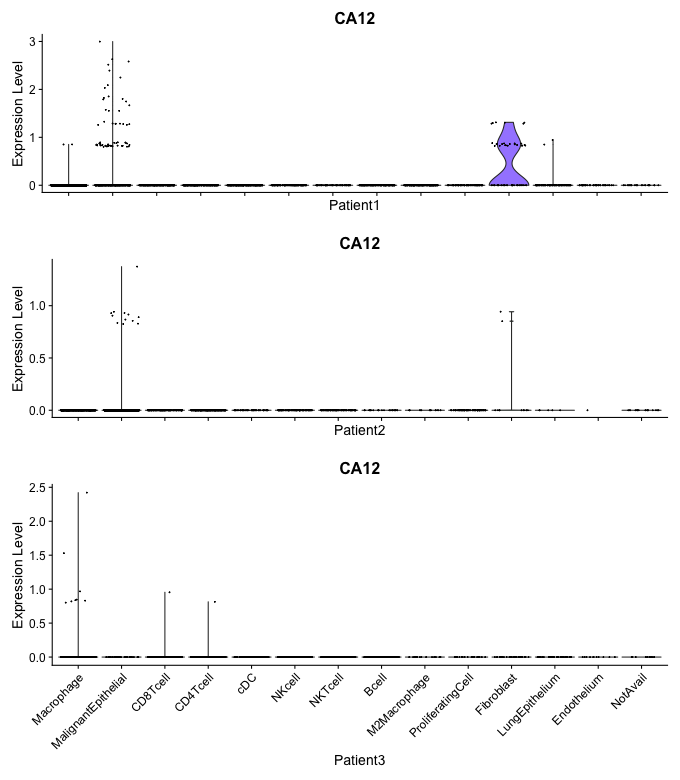 CA12
Expression Level
3
2
1
0
Patient1
CA12
Expression Level
1.0
0.5
0.0
Patient2
CA12
Expression Level
2.5
2.0
1.5
1.0
0.5
0.0
Macrophage
MalignantEpithelial
CD8Tcell
CD4Tcell
cDC
NKcell
NKTcell
Bcell
M2Macrophage
ProliferatingCell
Fibroblast
LungEpithelium
Endothelium
NotAvail
Patient3